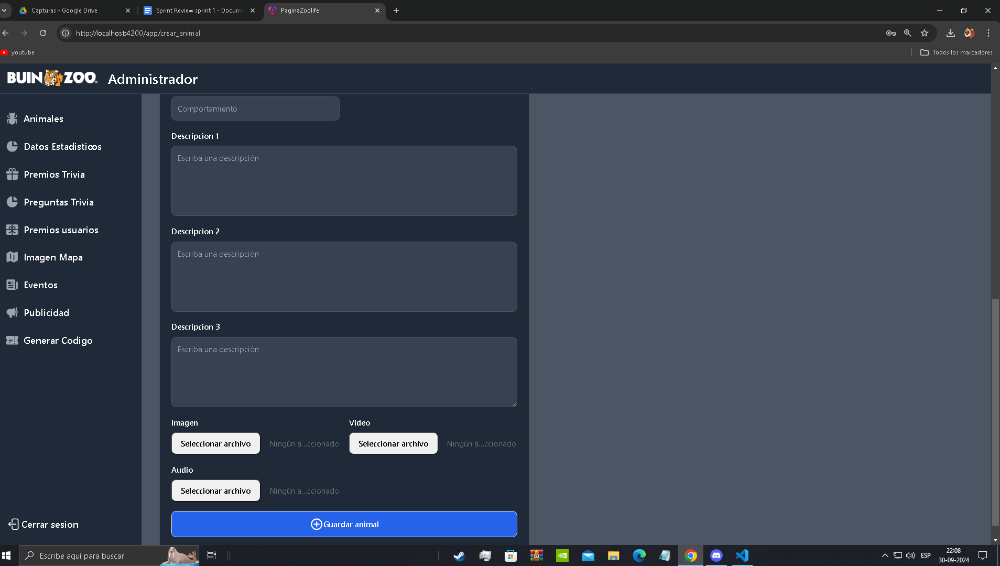 Capturas - Google Drive
Sprint Review sprint 1 - Docum
PaginaZoolife
http://localhost:4200/app/crear_animal
youtube
Todos los marcadores
BUIN ZOO Administrador
Animales
Datos Estadisticos
Premios Trivia
Preguntas Trivia
Premios usuarios
Imagen Mapa
Eventos
Publicidad
Generar Codigo
Cerrar sesion
Comportamiento
Descripcion 1
Escriba una descripción
Descripcion 2
Escriba una descripción
Descripcion 3
Escriba una descripción
Imagen
Video
Seleccionar archivo Ningún a...ccionado
Seleccionar archivo Ningún a...ccionado
Audio
Seleccionar archivo Ningún a...ccionado
Guardar animal
Escribe aquí para buscar
ESP
22:08
30-09-2024